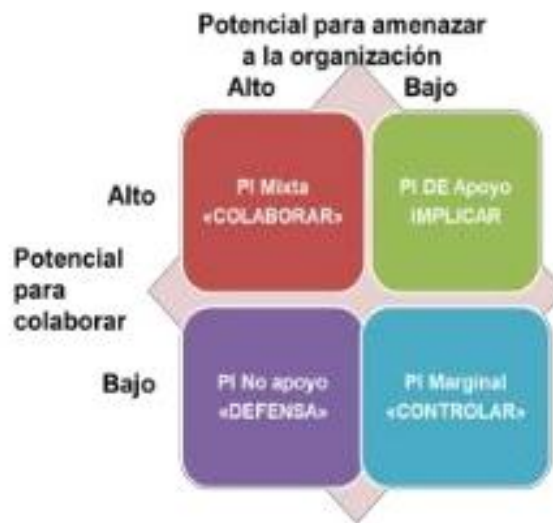 Potencial para amenazar
a la organización
Alto
Bajo
Alto
PI Mixta
«COLABORAR»
PI DE Apoyo
IMPLICAR
Potencial
para
colaborar
Bajo
PI No apoyo
«DEFENSA»
PI Marginal
«CONTROLAR»